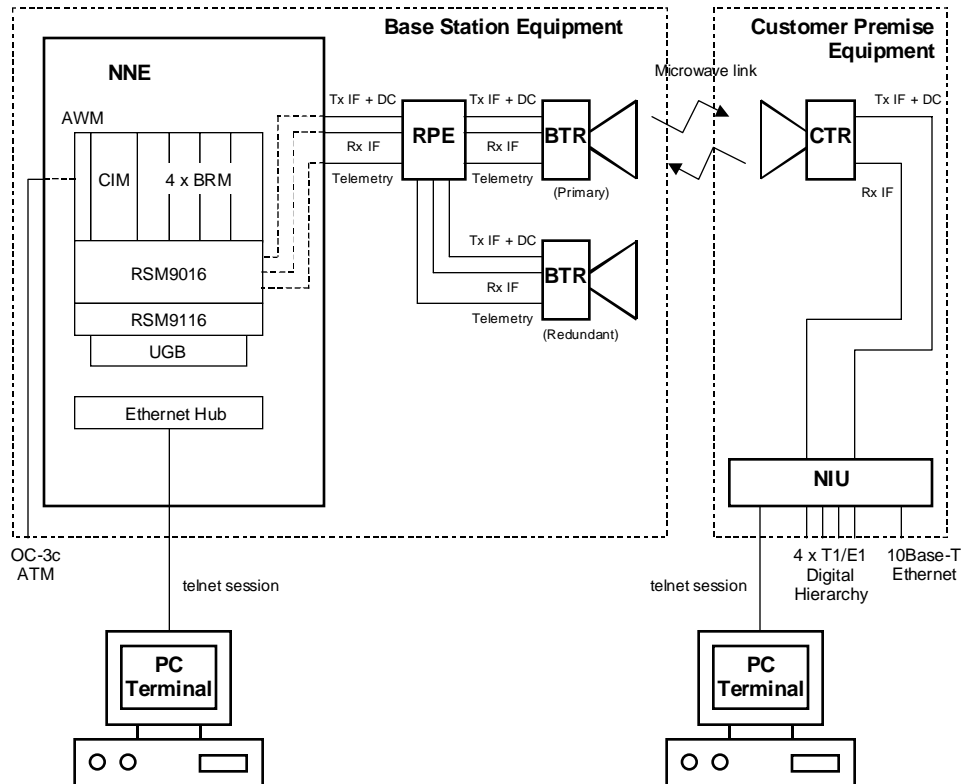 Base Station Equipment
Customer Premise
Equipment
NNE
Microwave link
Tx IF + DC
Tx IF + DC
Tx IF + DC
AWM
RPE
BTR
CTR
Rx IF
Rx IF
CIM
4 x BRM
Telemetry
Telemetry
(Primary)
Rx IF
Tx IF + DC
RSM9016
BTR
Rx IF
RSM9116
Telemetry
(Redundant)
UGB
Ethernet Hub
NIU
OC-3c
ATM
4 x T1/E1
Digital
Hierarchy
10Base-T
Ethernet
telnet session
telnet session
PC
Terminal
PC
Terminal